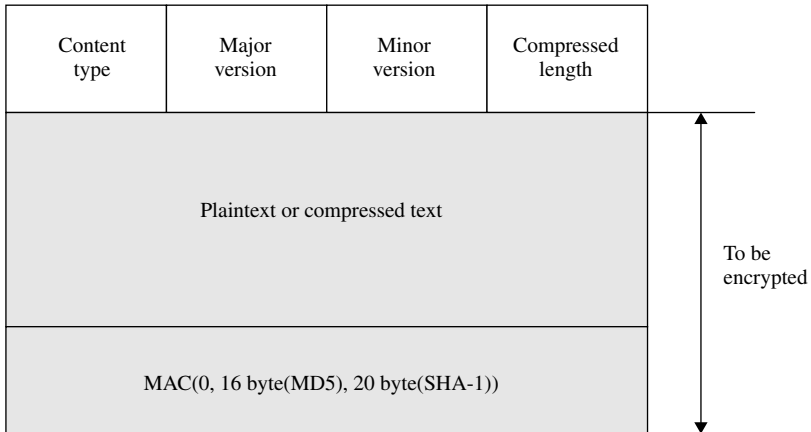 Content
type
Major
version
Minor
version
Compressed
length
Plaintext or compressed text
To be
encrypted
MAC(0, 16 byte(MD5), 20 byte(SHA-1))